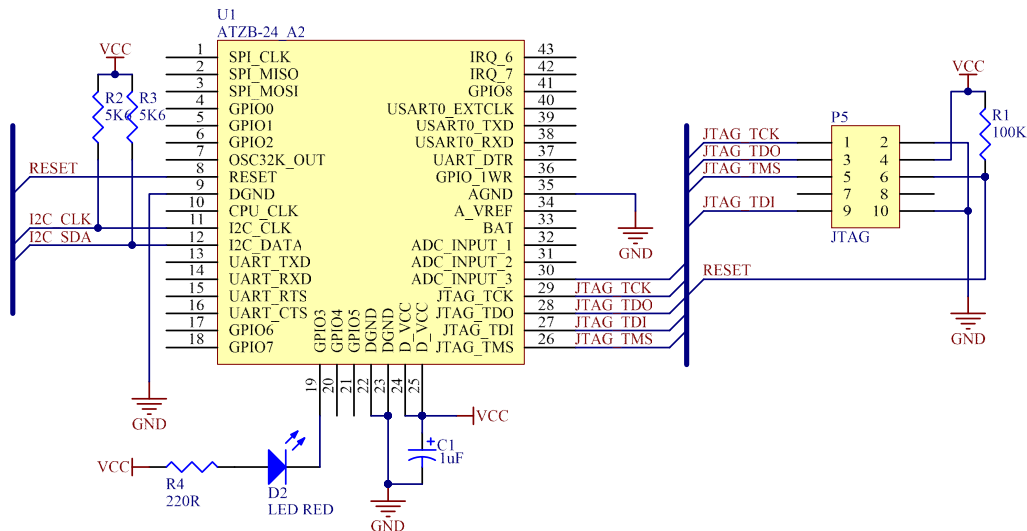 U1
ATZB-24_A2
VCC
R2
5K6
R3
5K6
RESET
I2C_CLK
I2C_SDA
1 SPI_CLK
2 SPI_MISO
3 SPI_MOSI
4 GPIO0
5 GPIO1
6 GPIO2
7 OSC32K_OUT
8 RESET
9 DGND
10 CPU_CLK
11 I2C_CLK
12 I2C_DATA
13 UART_TXD
14 UART_RXD
15 UART_RTS
16 UART_CTS
17 GPIO6
18 GPIO7
GPIO3 19
GPIO4 20
GPIO5 21
DGND 22
DGND 23
D_VCC 24
D_VCC 25
IRQ_6 43
IRQ_7 42
GPIO8 41
USART0_EXTCLK 40
USART0_TXD 39
USART0_RXD 38
UART_DTR 37
GPIO_1WR 36
AGND 35
A_VREF 34
BAT 33
ADC_INPUT_1 32
ADC_INPUT_2 31
ADC_INPUT_3 30
JTAG_TCK 29
JTAG_TDO 28
JTAG_TDI 27
JTAG_TMS 26
JTAG_TCK
JTAG_TDO
JTAG_TDI
JTAG_TMS
GND
GND
VCC
+
C1
1uF
GND
VCC
R4
220R
D2
LED RED
JTAG_TCK
JTAG_TDO
JTAG_TMS
JTAG_TDI
RESET
P5
1 2
3 4
5 6
7 8
9 10
JTAG
VCC
R1
100K
GND